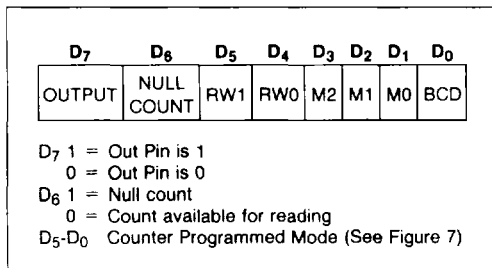 D7 D6 D5 D4 D3 D2 D1 D0
OUTPUT NULL COUNT RW1 RW0 M2 M1 M0 BCD
D7 1 = Out Pin is 1
0 = Out Pin is 0
D6 1 = Null count
0 = Count available for reading
D5-D0 Counter Programmed Mode (See Figure 7)